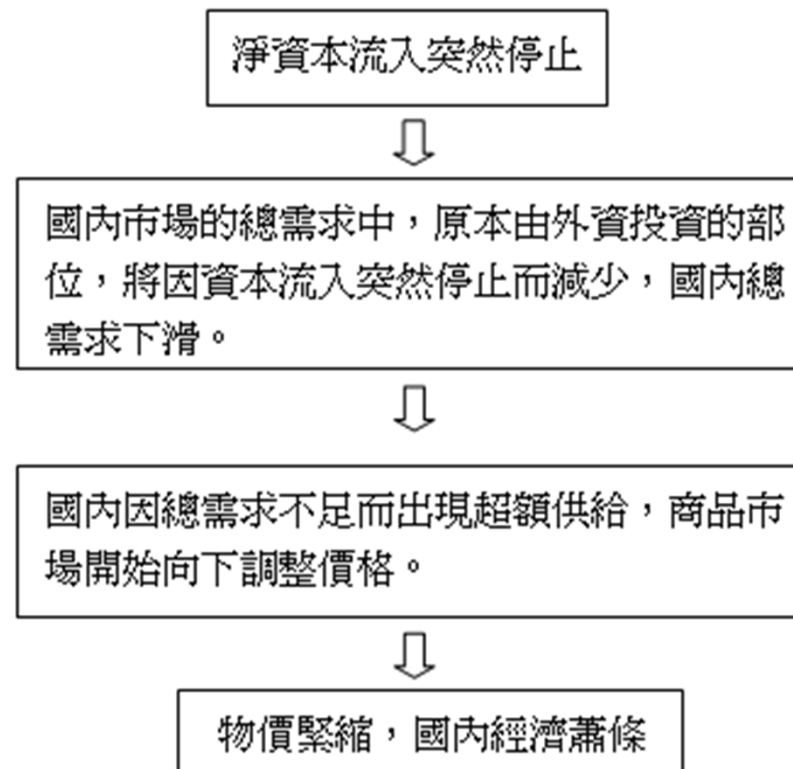 淨資本流入突然停止
國內市場的總需求中，原本由外資投資的部
位，將因資本流入突然停止而減少，國內總
需求下滑。
國內因總需求不足而出現超額供給，商品市
場開始向下調整價格。
物價緊縮，國內經濟蕭條